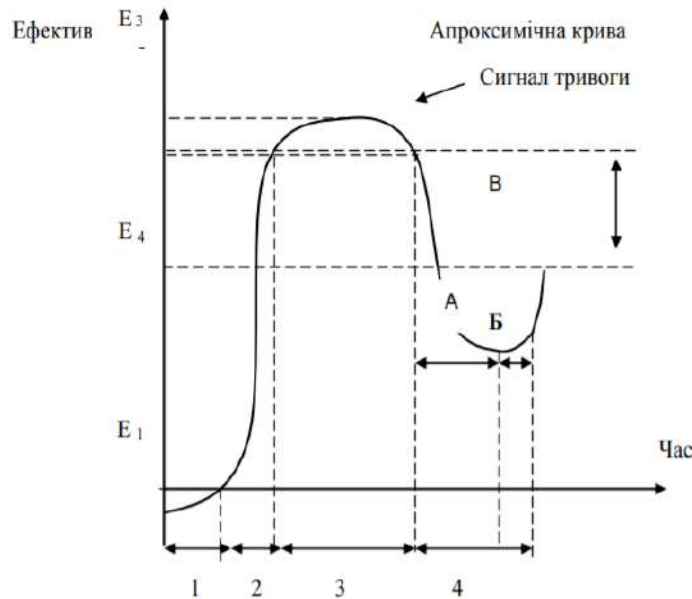 Ефектив
E 3
-
Апроксимічна крива
Сигнал тривоги
В
E 4
А
Б
E 1
Час
1
2
3
4